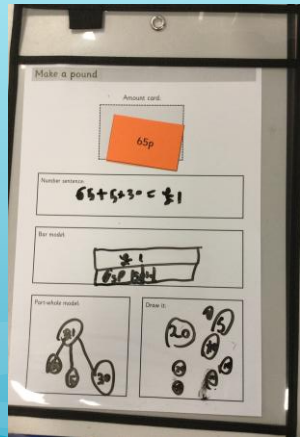 Make a pound
Amount card:
65p
Number sentence:
65+5+30 = £1
Bar model:
£1
65p
Part-whole model:
£1
5
30
Draw it:
20
5